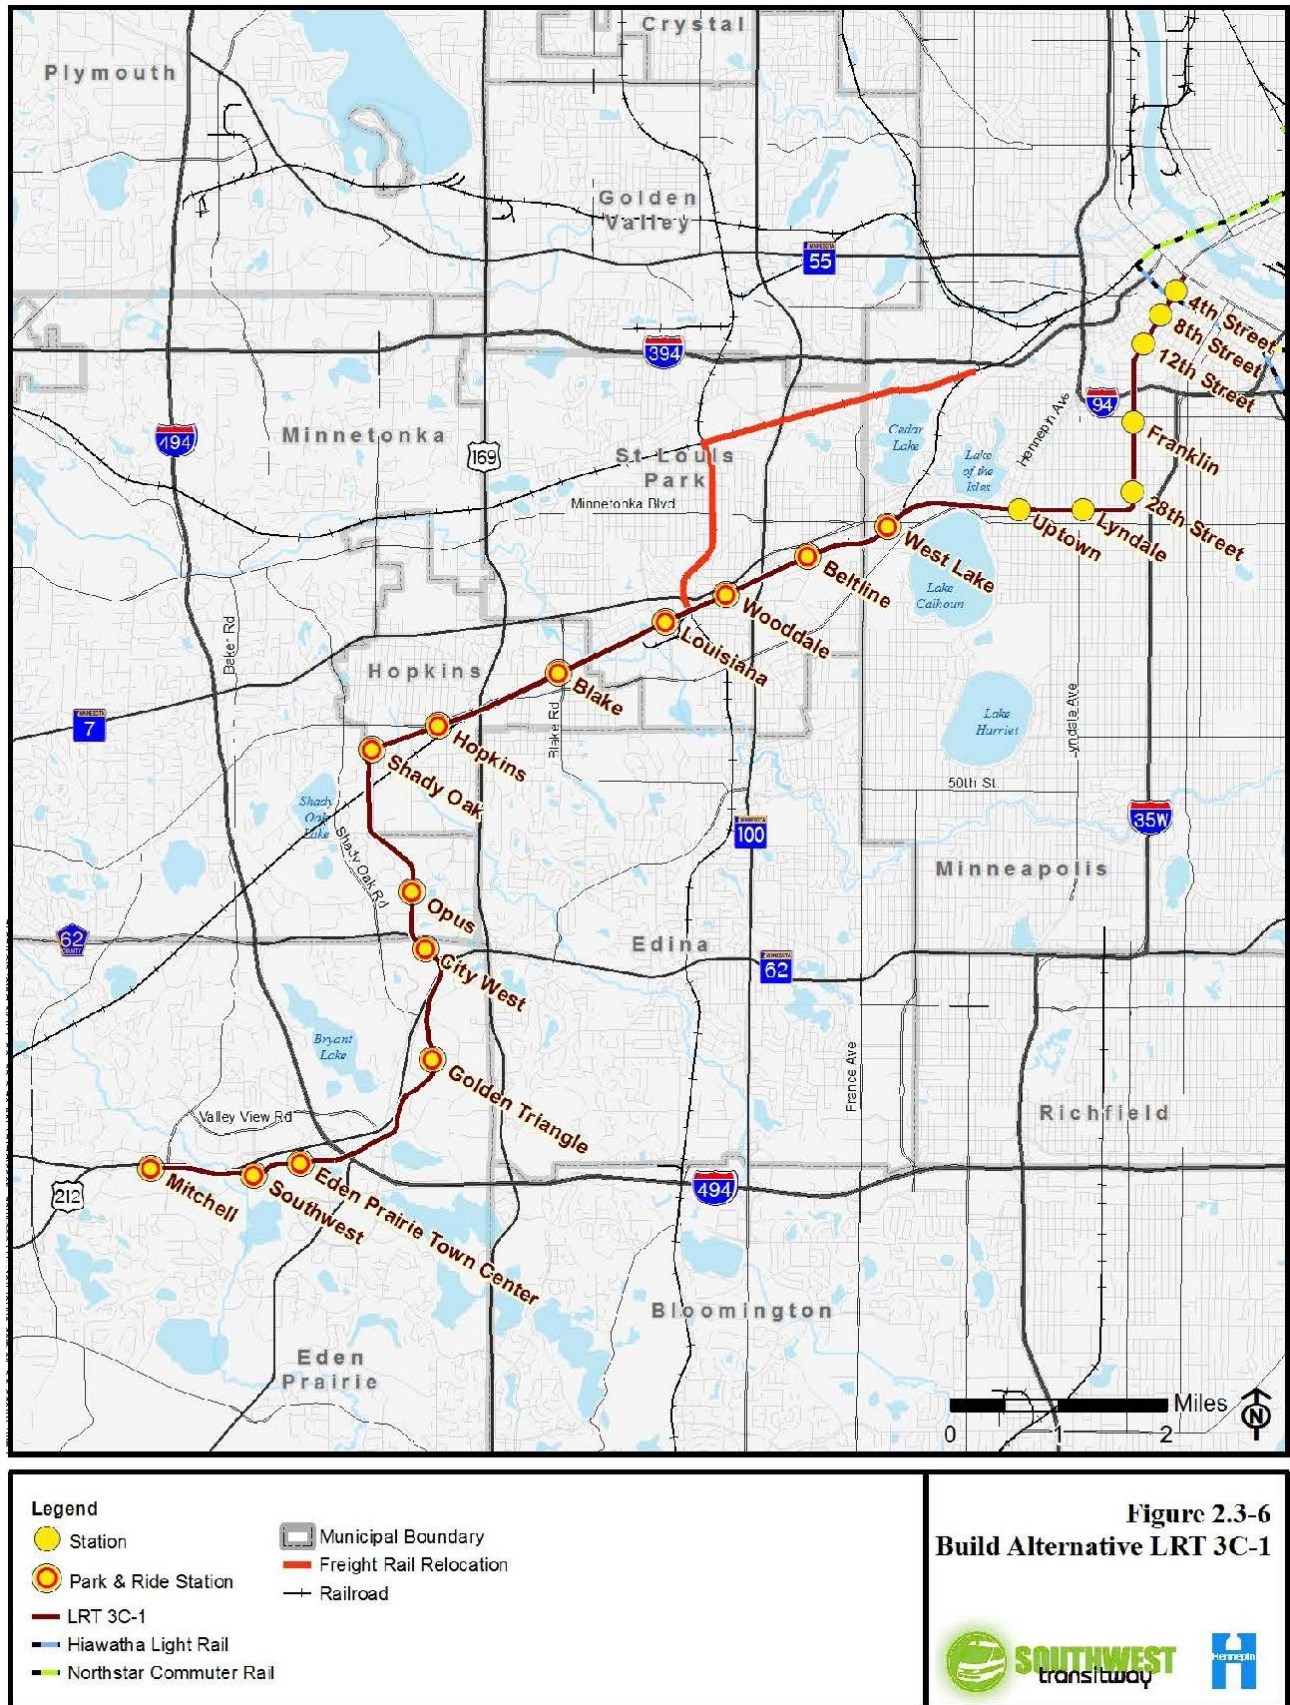 Crystal
Plymouth
Golden
Valley
55
4th Street
8th Street
12th Street
394
94
Hennepin Ave
494
Minnetonka
169
Cedar
Lake
St Louis
Park
Lake
of the
Isles
Franklin
Minnetonka Blvd
28th Street
Lyndale
Uptown
West Lake
Beltline
Lake
Calhoun
Wooddale
Louisiana
Baker Rd
Hopkins
Blake
Blake Rd
Lake
Harriet
Lyndale Ave
7
Hopkins
Shady Oak
50th St
Shady
Oak
Lake
Shady Oak Rd
100
35W
Minneapolis
Opus
62
COUNTY
City West
Edina
62
Bryant
Lake
Golden Triangle
France Ave
Valley View Rd
Richfield
Mitchell
Southwest
Eden Prairie Town Center
212
494
Bloomington
Eden
Prairie
Miles
0 1 2
N
Legend
Station
Park & Ride Station
LRT 3C-1
Hiawatha Light Rail
Northstar Commuter Rail
Municipal Boundary
Freight Rail Relocation
Railroad
Figure 2.3-6
Build Alternative LRT 3C-1
SOUTHWEST
transitway
Hennepin